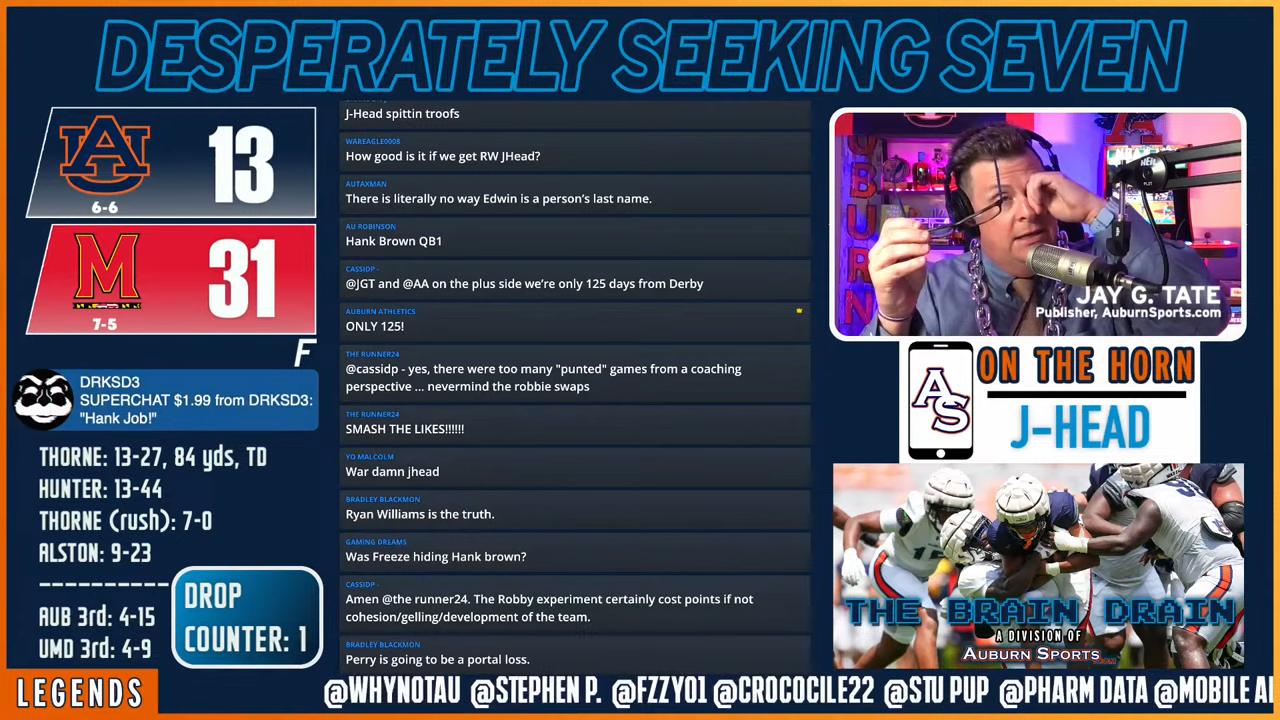 DESPERATELY SEEKING SEVEN
AU
13
6-6
M
31
7-5
F
DRKSD3
SUPERCHAT $1.99 from DRKSD3:
"Hank Job!"
THORNE: 13-27, 84 yds, TD
HUNTER: 13-44
THORNE (rush): 7-0
ALSTON: 9-23
----------
AUB 3rd: 4-15
UMD 3rd: 4-9
DROP
COUNTER: 1
J-Head spittin troofs
WAREAGLE0008
How good is it if we get RW JHead?
AUTAXMAN
There is literally no way Edwin is a person's last name.
AU ROBINSON
Hank Brown QB1
CASSIDP -
@JGT and @AA on the plus side we're only 125 days from Derby
AUBURN ATHLETICS
ONLY 125!
THE RUNNER24
@cassidp - yes, there were too many "punted" games from a coaching
perspective ... nevermind the robbie swaps
THE RUNNER24
SMASH THE LIKES!!!!!!
YO MALCOLM
War damn jhead
BRADLEY BLACKMON
Ryan Williams is the truth.
GAMING DREAMS
Was Freeze hiding Hank brown?
CASSIDP -
Amen @the runner24. The Robby experiment certainly cost points if not
cohesion/gelling/development of the team.
BRADLEY BLACKMON
Perry is going to be a portal loss.
JAY G. TATE
Publisher, AuburnSports.com
AS
ON THE HORN
J-HEAD
THE BRAIN DRAIN
A DIVISION OF
AUBURN SPORTS.COM
LEGENDS
@WHYNOTAU @STEPHEN P. @FZZY01 @CROCOCILE22 @STU PUP @PHARM DATA @MOBILE